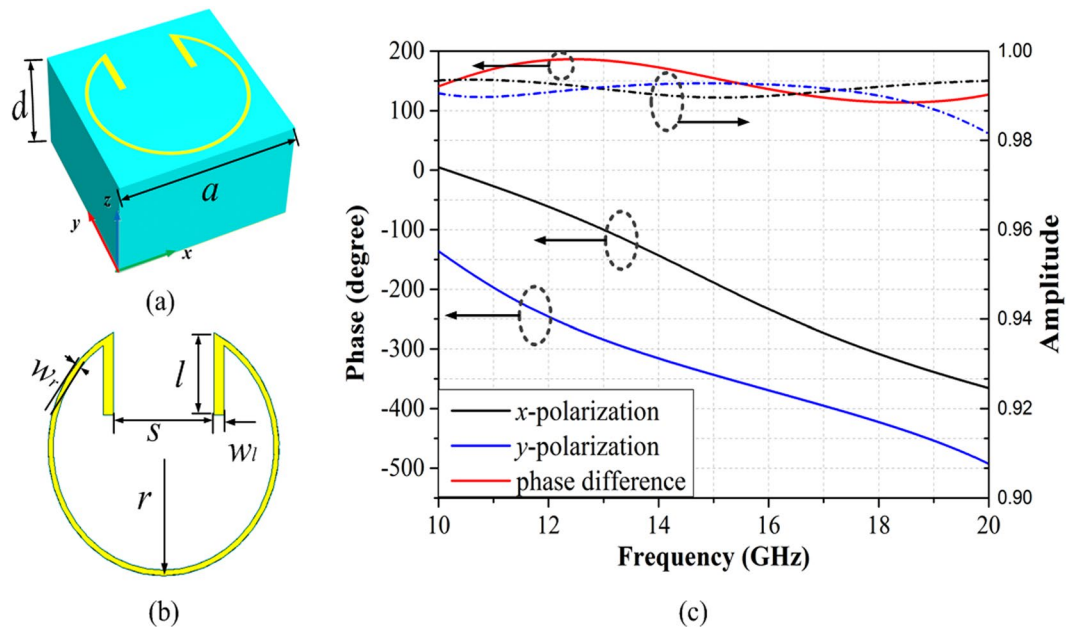 d
a
z
y
x
(a)
w_r
l
s
w_l
r
(b)
200
100
0
-100
-200
-300
-400
-500
Phase (degree)
1.00
0.98
0.96
0.94
0.92
0.90
Amplitude
x-polarization
y-polarization
phase difference
10
12
14
16
18
20
Frequency (GHz)
(c)